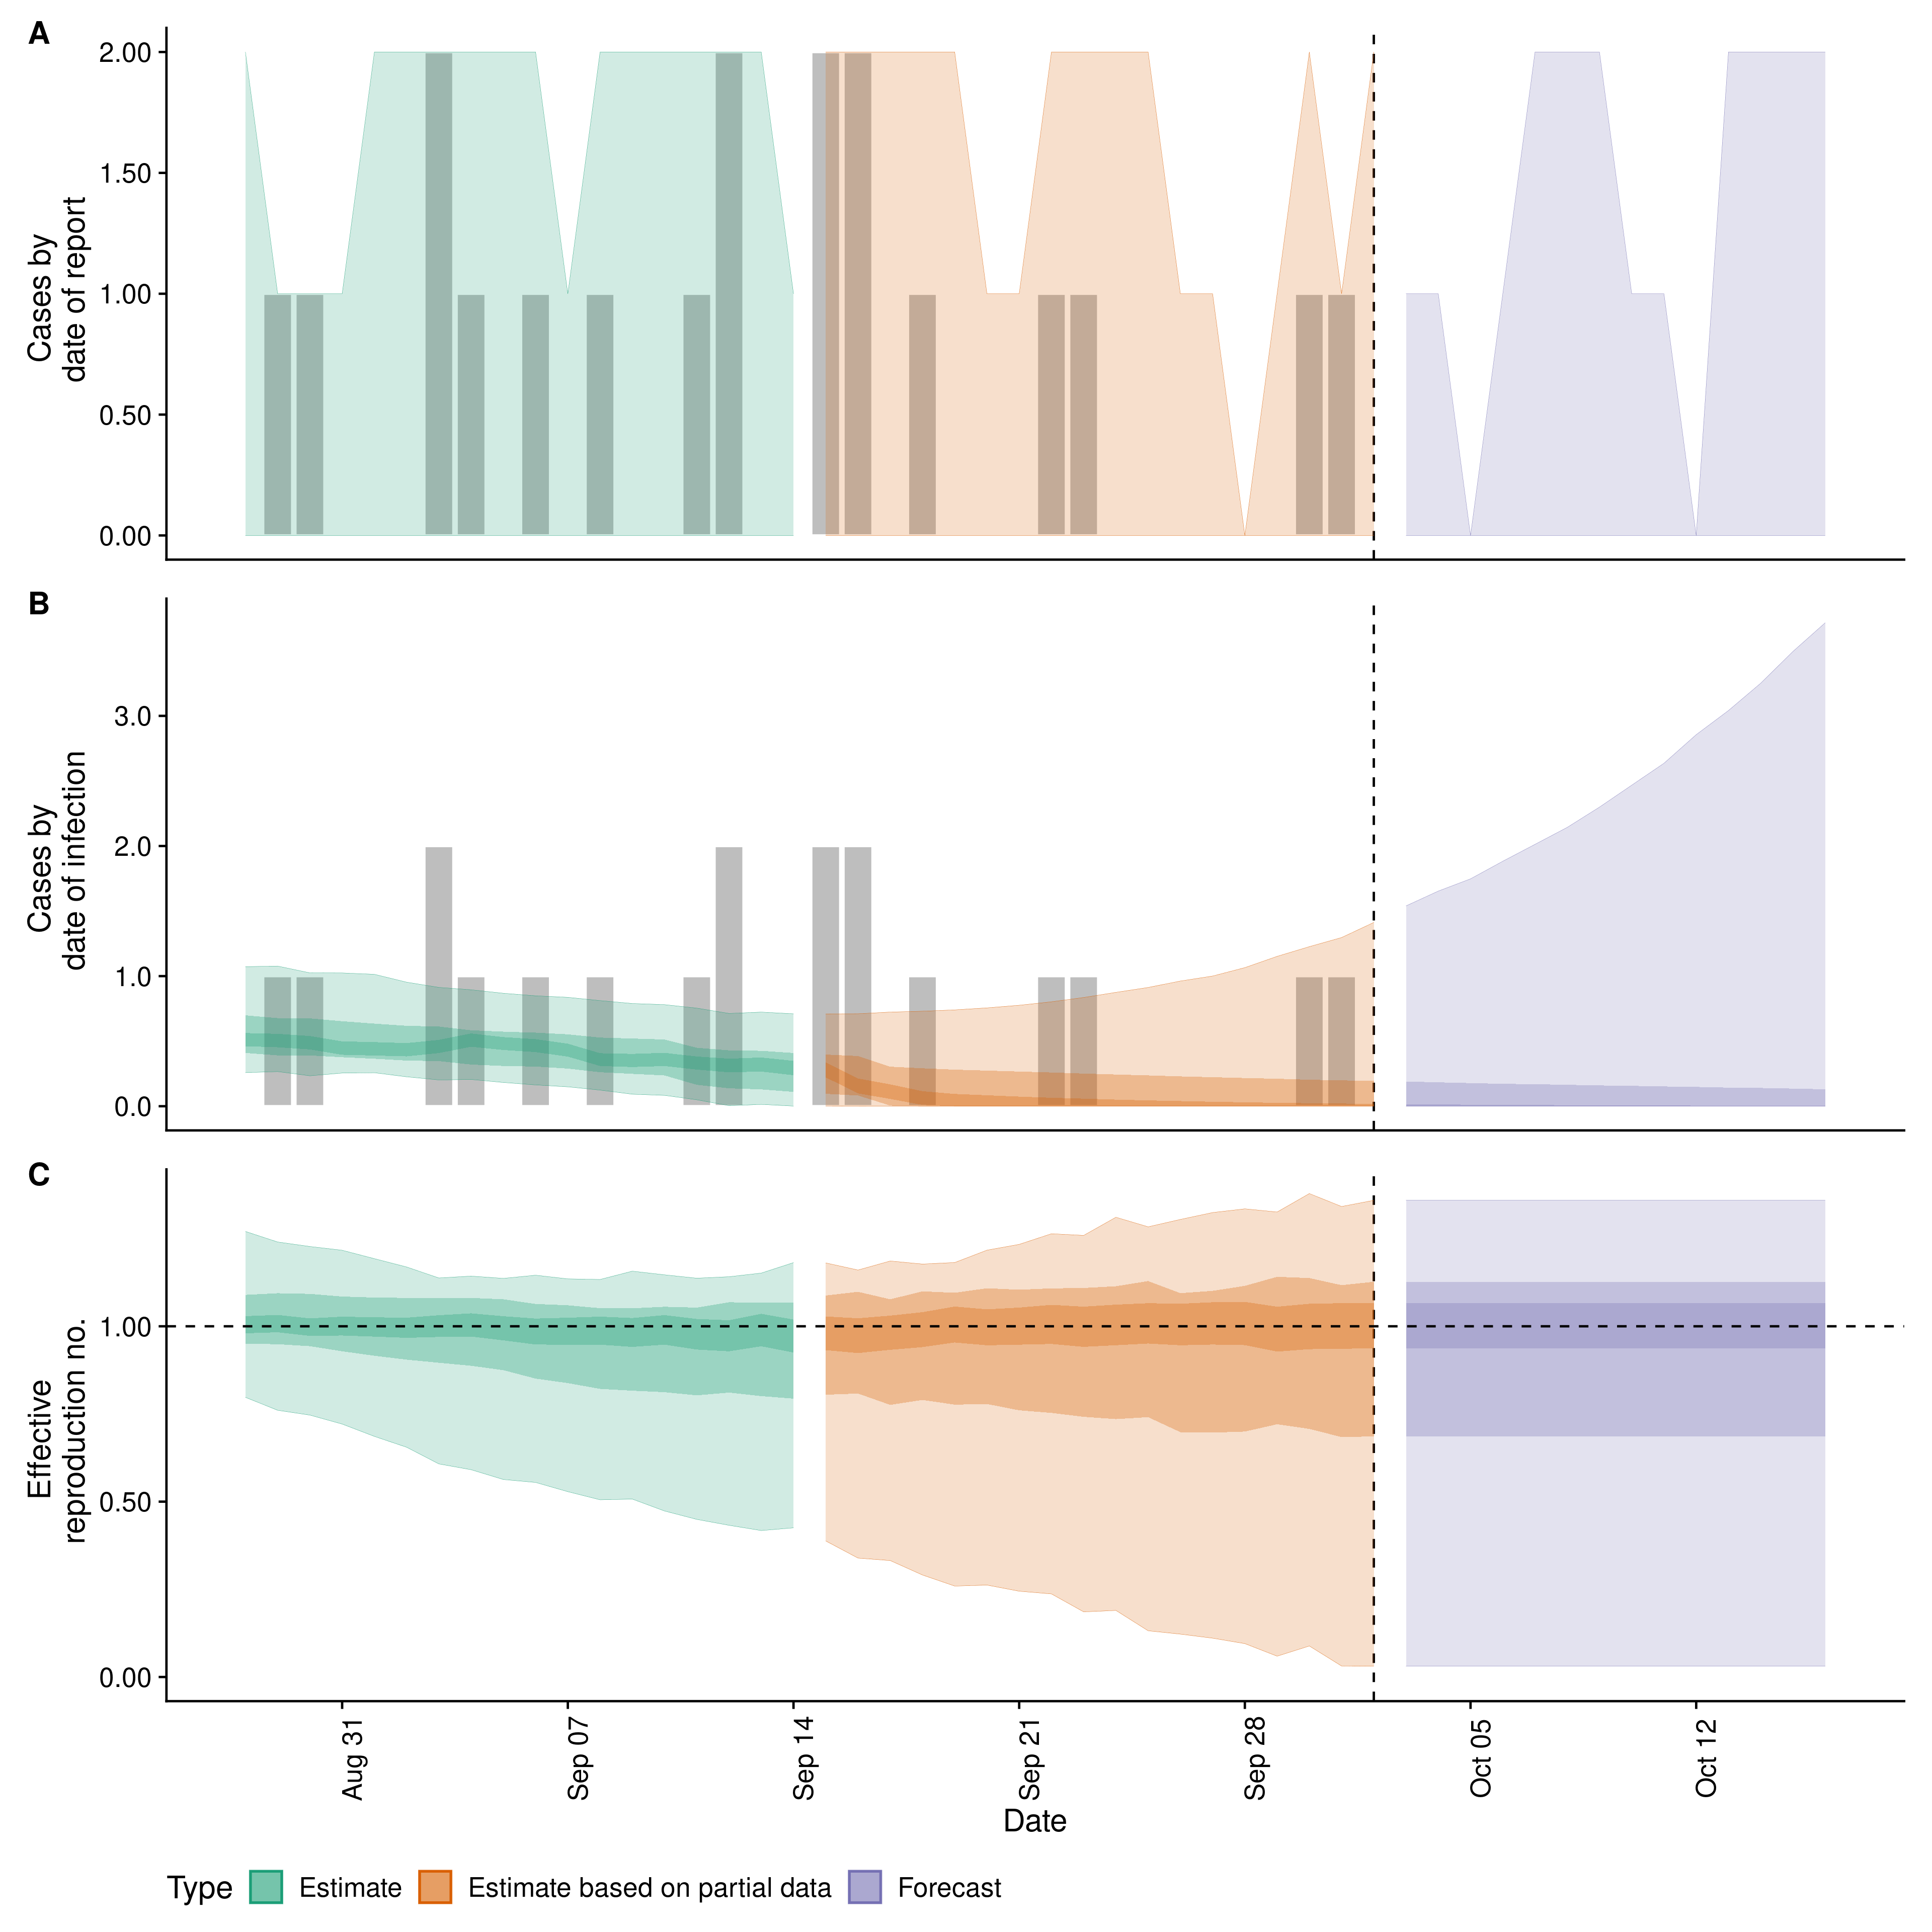 A
2.00
1.50
1.00
0.50
0.00
Cases by
date of report
B
3.0
2.0
1.0
0.0
Cases by
date of infection
C
1.00
0.50
0.00
Effective
reproduction no.
Aug 31
Sep 07
Sep 14
Sep 21
Sep 28
Oct 05
Oct 12
Date
Type Estimate Estimate based on partial data Forecast